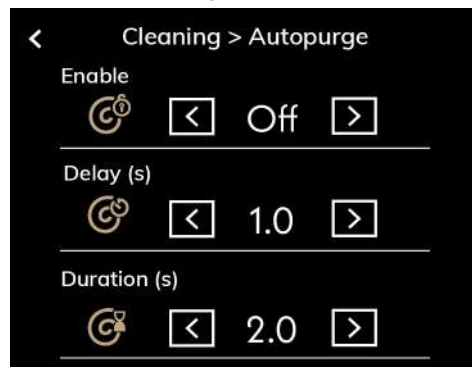 Cleaning > Autopurge
Enable
Off
Delay (s)
1.0
Duration (s)
2.0